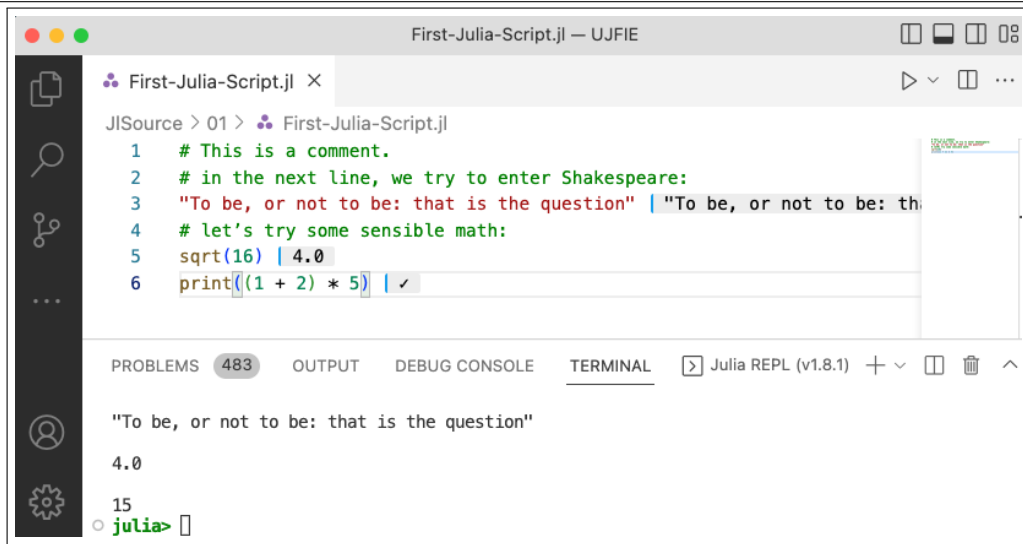 First-Julia-Script.jl — UJFIE
First-Julia-Script.jl ×
JlSource > 01 > First-Julia-Script.jl
1 # This is a comment.
2 # in the next line, we try to enter Shakespeare:
3 "To be, or not to be: that is the question" "To be, or not to be: tha
4 # let’s try some sensible math:
5 sqrt(16) 4.0
6 print((1 + 2) * 5) ✓
PROBLEMS 483 OUTPUT DEBUG CONSOLE TERMINAL Julia REPL (v1.8.1)
"To be, or not to be: that is the question"
4.0
15
julia>